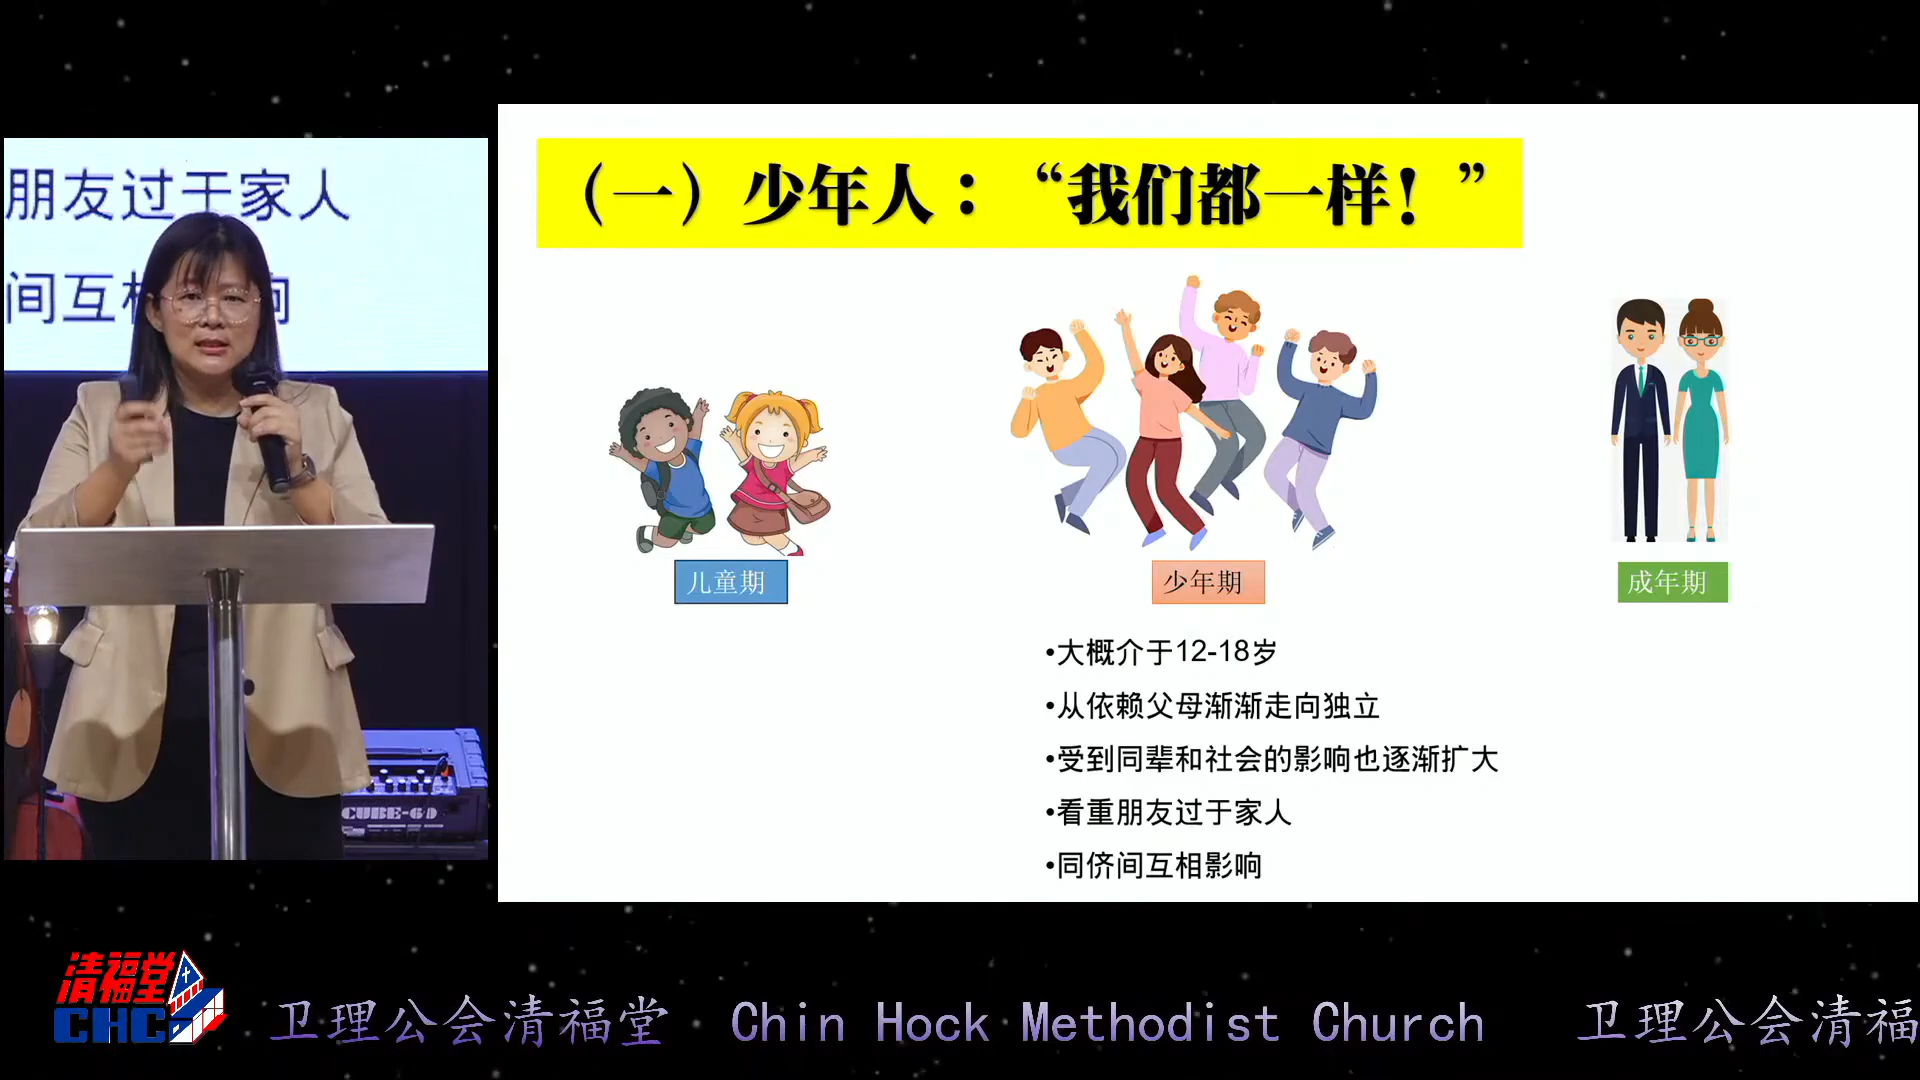 朋友过于家人
间互相影响
（一）少年人：“我们都一样！”
儿童期
少年期
成年期
•大概介于12-18岁
•从依赖父母渐渐走向独立
•受到同辈和社会的影响也逐渐扩大
•看重朋友过于家人
•同侪间互相影响
CUBE-60
清福堂
CHC
卫理公会清福堂 Chin Hock Methodist Church 卫理公会清福